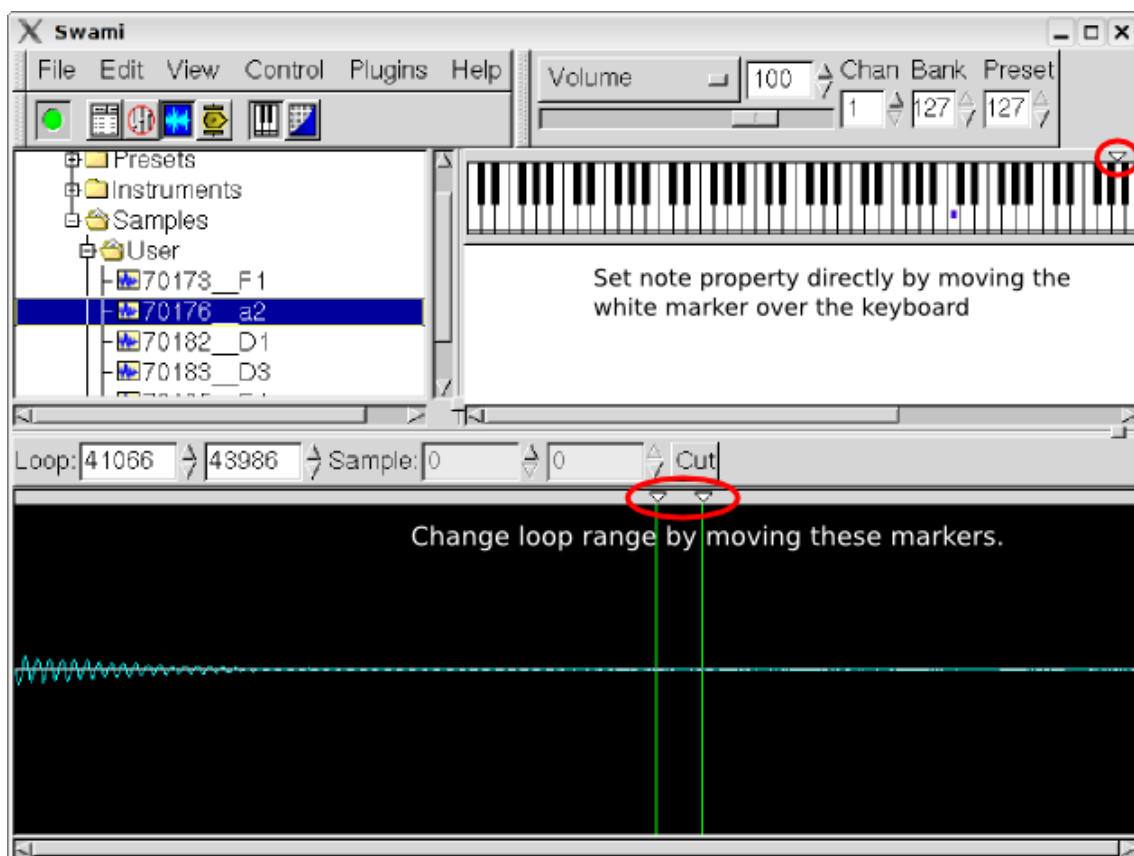 Swami
File Edit View Control Plugins Help
Volume 100 Chan Bank Preset
1 127 127
Presets
Instruments
Samples
User
70173__F1
70176__a2
70182__D1
70183__D3
Set note property directly by moving the
white marker over the keyboard
Loop: 41066 43986 Sample: 0 0 Cut
Change loop range by moving these markers.